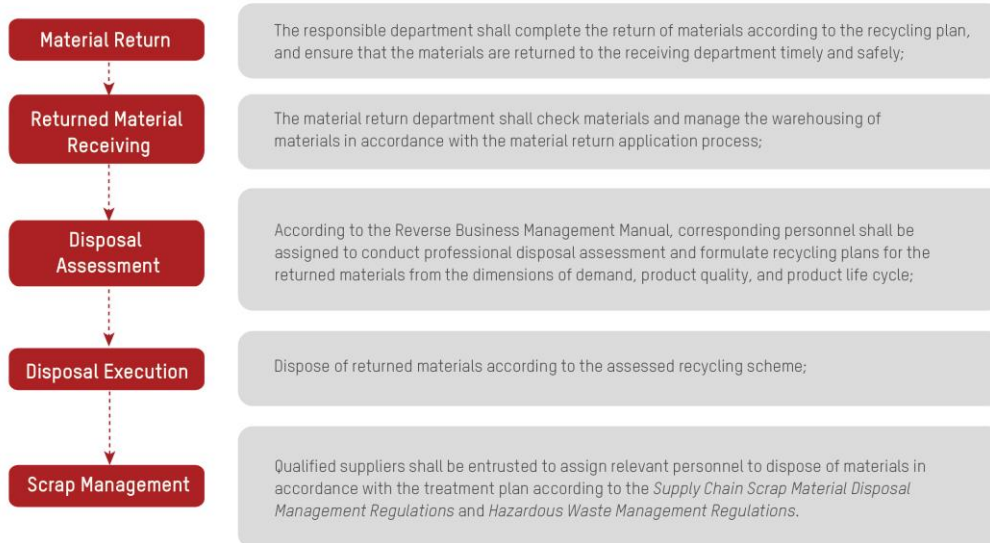 Material Return
The responsible department shall complete the return of materials according to the recycling plan,
and ensure that the materials are returned to the receiving department timely and safely;
Returned Material
Receiving
The material return department shall check materials and manage the warehousing of
materials in accordance with the material return application process;
Disposal
Assessment
According to the Reverse Business Management Manual, corresponding personnel shall be
assigned to conduct professional disposal assessment and formulate recycling plans for the
returned materials from the dimensions of demand, product quality, and product life cycle;
Disposal Execution
Dispose of returned materials according to the assessed recycling scheme;
Scrap Management
Qualified suppliers shall be entrusted to assign relevant personnel to dispose of materials in
accordance with the treatment plan according to the Supply Chain Scrap Material Disposal
Management Regulations and Hazardous Waste Management Regulations.